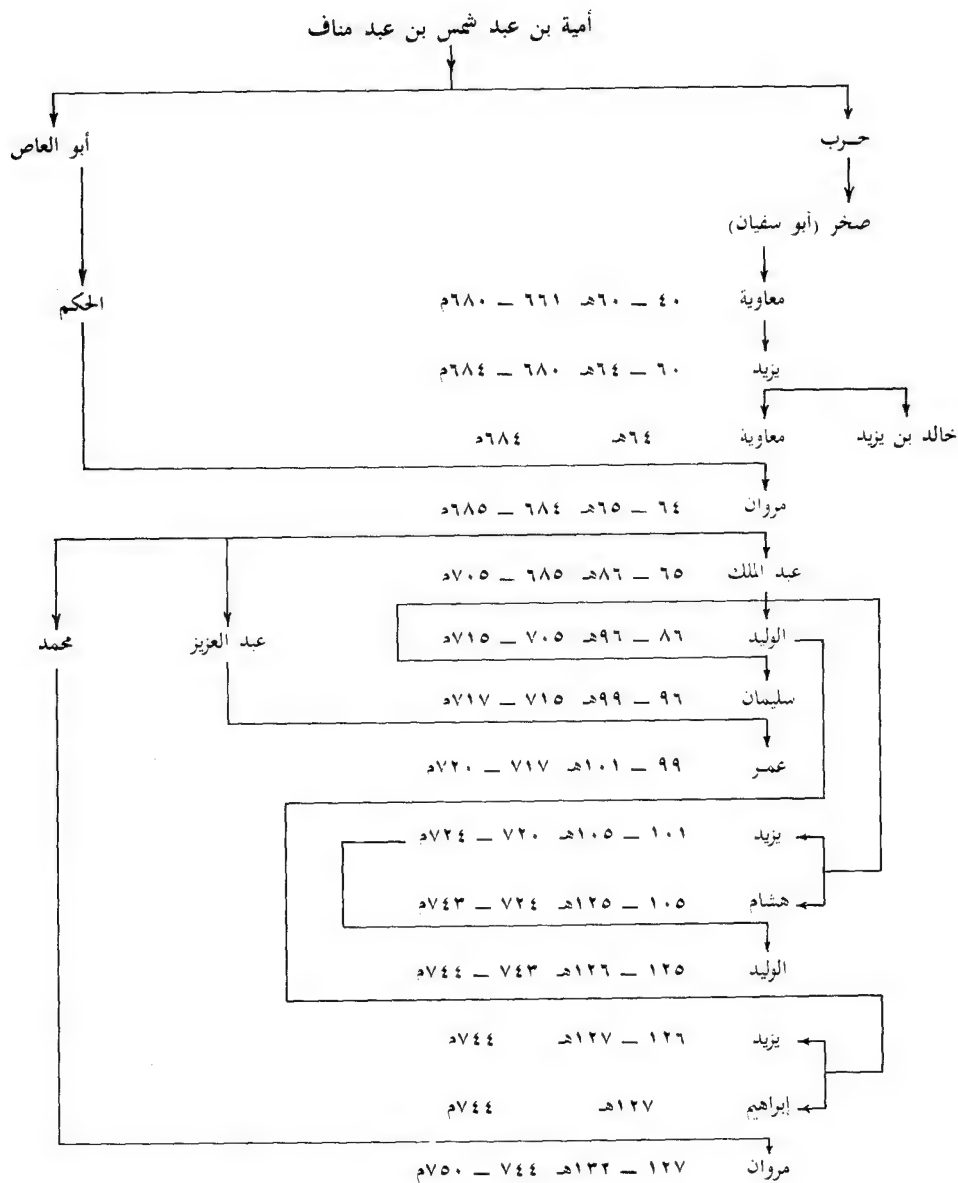 أمية بن عبد شمس بن عبد مناف
حـرب أبو العاص
صخر (أبو سفيان)
معاوية ٤٠ – ٦٠هـ ٦٦١ – ٦٨٠م الحكم
يزيد ٦٠ – ٦٤هـ ٦٨٠ – ٦٨٤م
خالد بن يزيد معاوية ٦٤هـ ٦٨٤م
مروان ٦٤ – ٦٥هـ ٦٨٤ – ٦٨٥م
عبد الملك ٦٥ – ٨٦هـ ٦٨٥ – ٧٠٥م
الوليد ٨٦ – ٩٦هـ ٧٠٥ – ٧١٥م عبد العزيز محمد
سليمان ٩٦ – ٩٩هـ ٧١٥ – ٧١٧م
عمـر ٩٩ – ١٠١هـ ٧١٧ – ٧٢٠م
يزيد ١٠١ – ١٠٥هـ ٧٢٠ – ٧٢٤م
هشام ١٠٥ – ١٢٥هـ ٧٢٤ – ٧٤٣م
الوليد ١٢٥ – ١٢٦هـ ٧٤٣ – ٧٤٤م
يزيد ١٢٦ – ١٢٧هـ ٧٤٤م
إبراهيم ١٢٧هـ ٧٤٤م
مروان ١٢٧ – ١٣٢هـ ٧٤٤ – ٧٥٠م